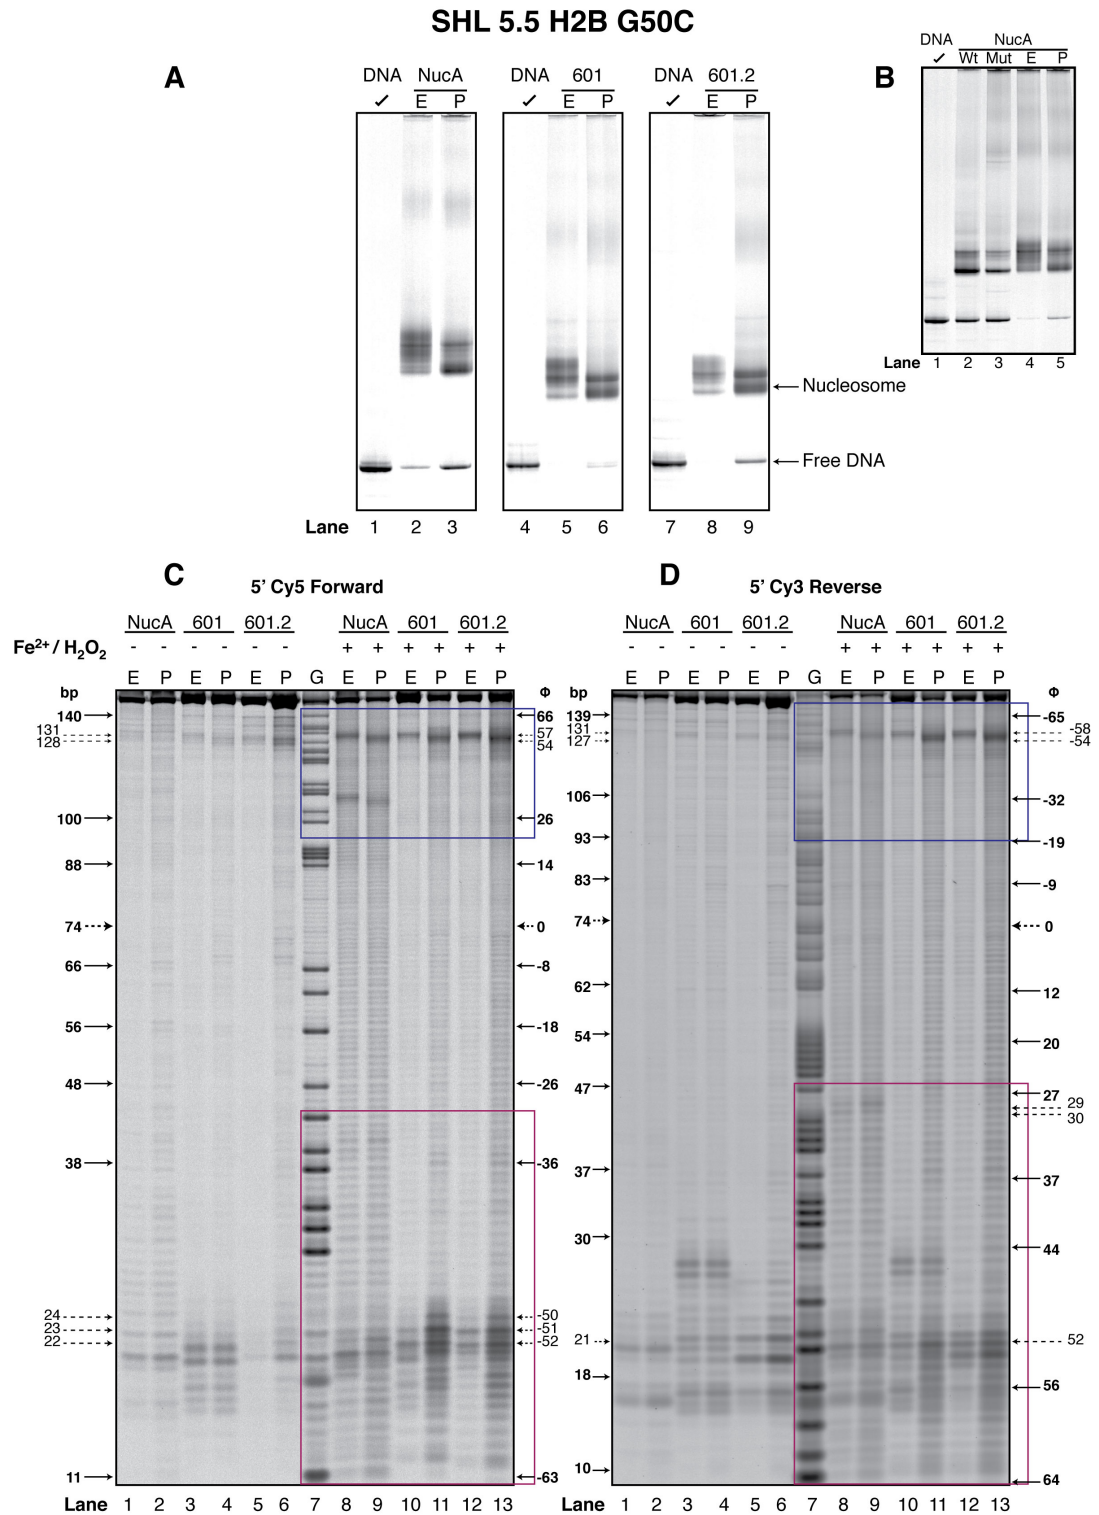 SHL 5.5 H2B G50C
A
DNA NucA
✓ E P
DNA 601
✓ E P
DNA 601.2
✓ E P
Nucleosome
Free DNA
Lane 1 2 3 4 5 6 7 8 9
B
DNA NucA
✓ Wt Mut E P
Lane 1 2 3 4 5
C
5’ Cy5 Forward
NucA 601 601.2 NucA 601 601.2
Fe2+/ H2O2 - - - - - - + + + + + +
E P E P E P G E P E P E P
bp Φ
140 66
131 57
128 54
100 26
88 14
74 0
66 -8
56 -18
48 -26
38 -36
24 -50
23 -51
22 -52
11 -63
Lane 1 2 3 4 5 6 7 8 9 10 11 12 13
D
5’ Cy3 Reverse
NucA 601 601.2 NucA 601 601.2
- - - - - - + + + + + +
E P E P E P G E P E P E P
bp Φ
139 -65
131 -58
127 -54
106 -32
93 -19
83 -9
74 0
62 12
54 20
47 27
29
30
37 37
30 44
21 52
18 56
10 64
Lane 1 2 3 4 5 6 7 8 9 10 11 12 13